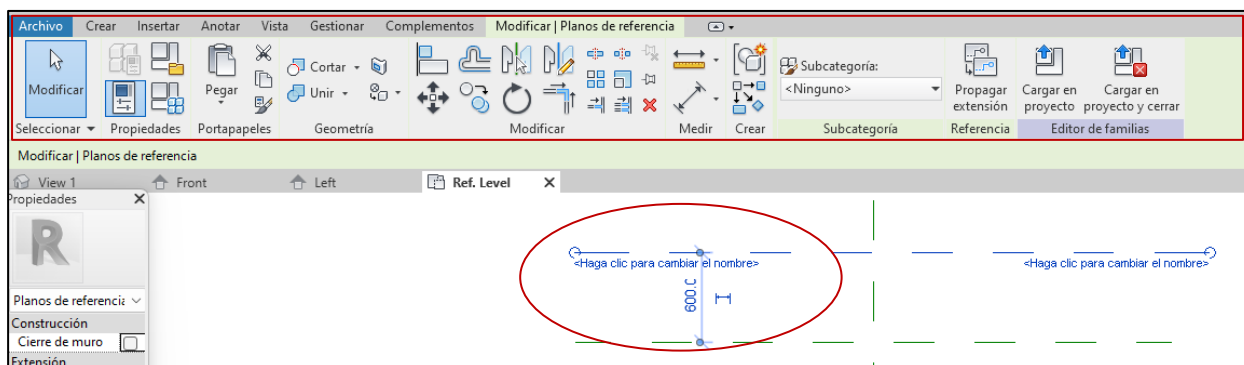 Archivo Crear Insertar Anotar Vista Gestionar Complementos Modificar | Planos de referencia
Modificar
Pegar
Cortar
Unir
Subcategoría:
<Ninguno>
Propagar extensión
Cargar en proyecto
Cargar en proyecto y cerrar
Seleccionar Propiedades Portapapeles Geometría Modificar Medir Crear Subcategoría Referencia Editor de familias
Modificar | Planos de referencia
View 1 Front Left Ref. Level X
Propiedades X
R
<Haga clic para cambiar el nombre> <Haga clic para cambiar el nombre>
600.0
Planos de referencia
Construcción
Cierre de muro
Extensión